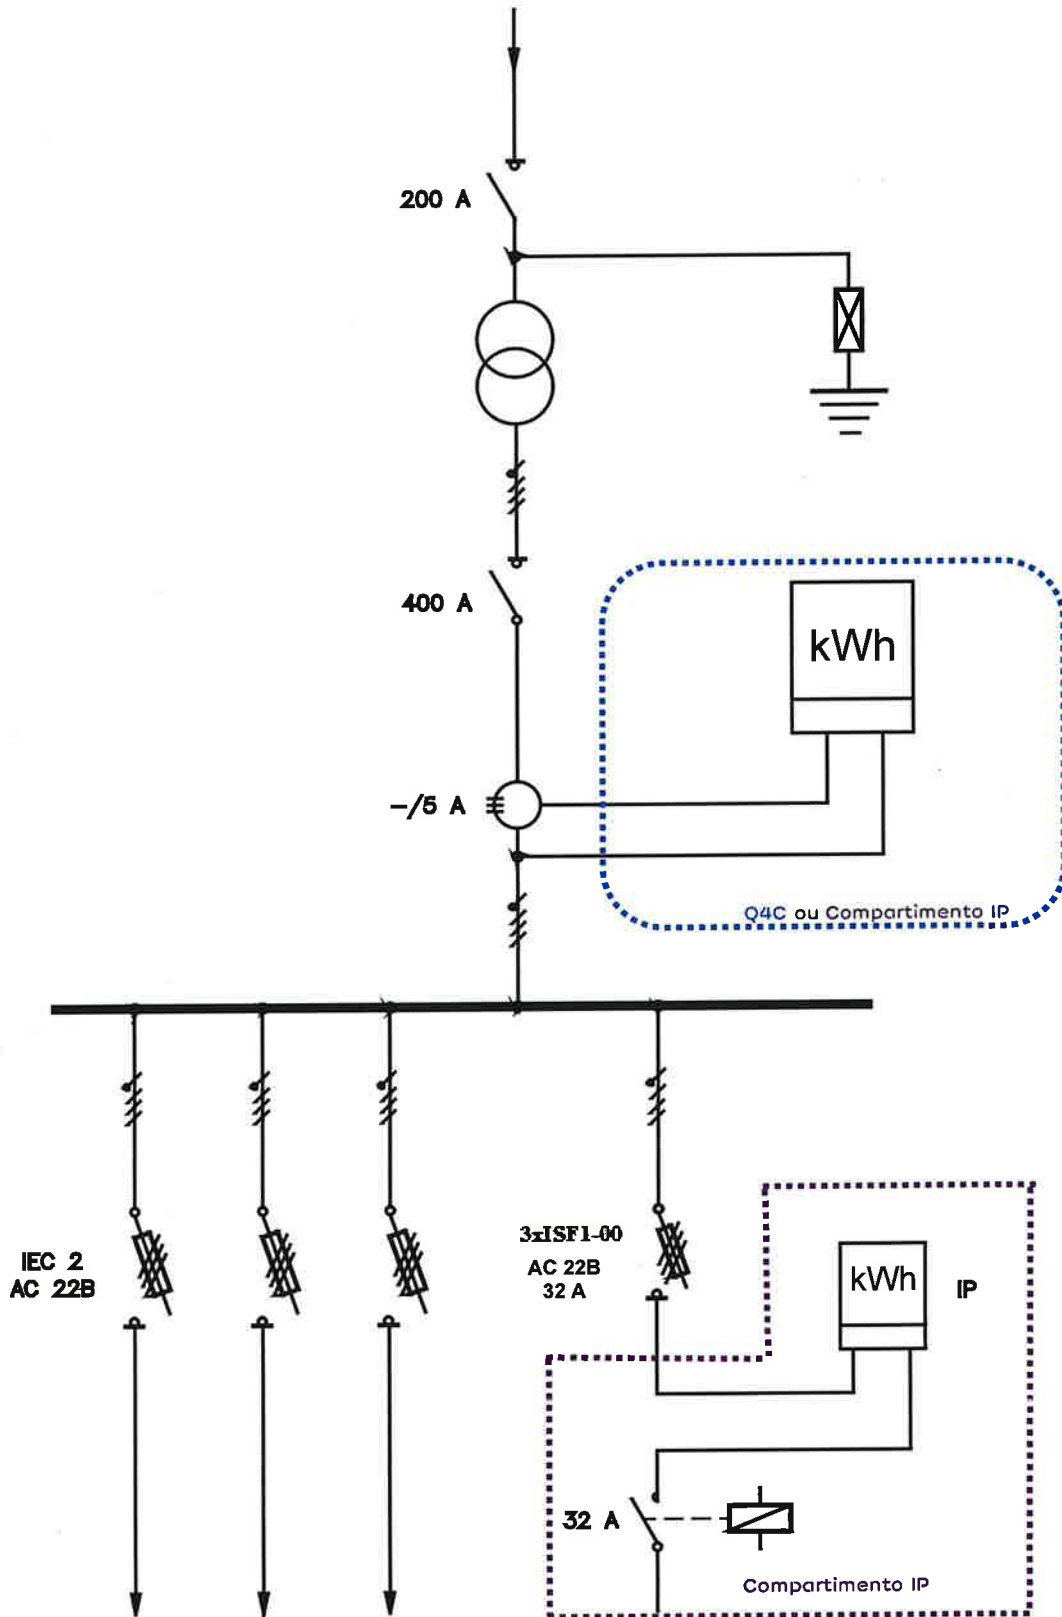 200 A
400 A
kWh
-/5 A
Q4C ou Compartimento IP
IEC 2
AC 22B
3xISF1-00
AC 22B
32 A
kWh
IP
32 A
Compartimento IP